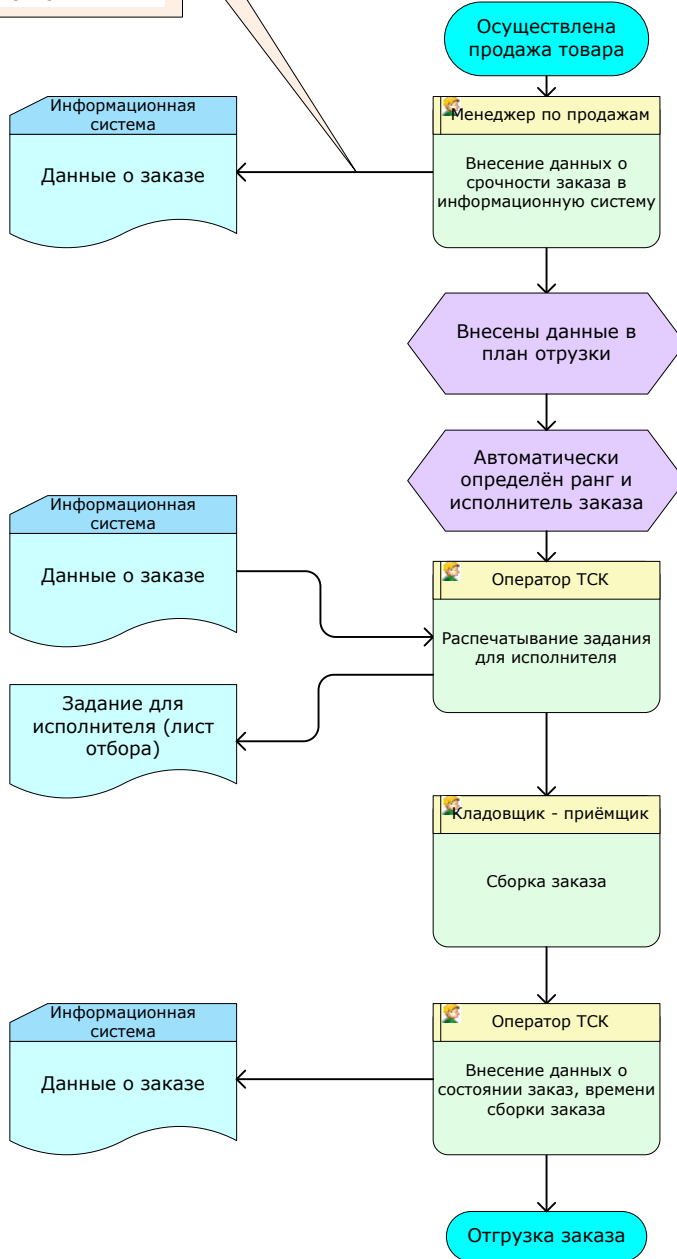 Осуществлена
продажа товара
Информационная
система
Данные о заказе
Менеджер по продажам
Внесение данных о
срочности заказа в
информационную систему
Внесены данные в
план отрузки
Автоматически
определён ранг и
исполнитель заказа
Информационная
система
Данные о заказе
Оператор ТСК
Распечатывание задания
для исполнителя
Задание для
исполнителя (лист
отбора)
Кладовщик - приёмщик
Сборка заказа
Информационная
система
Данные о заказе
Оператор ТСК
Внесение данных о
состоянии заказ, времени
сборки заказа
Отгрузка заказа